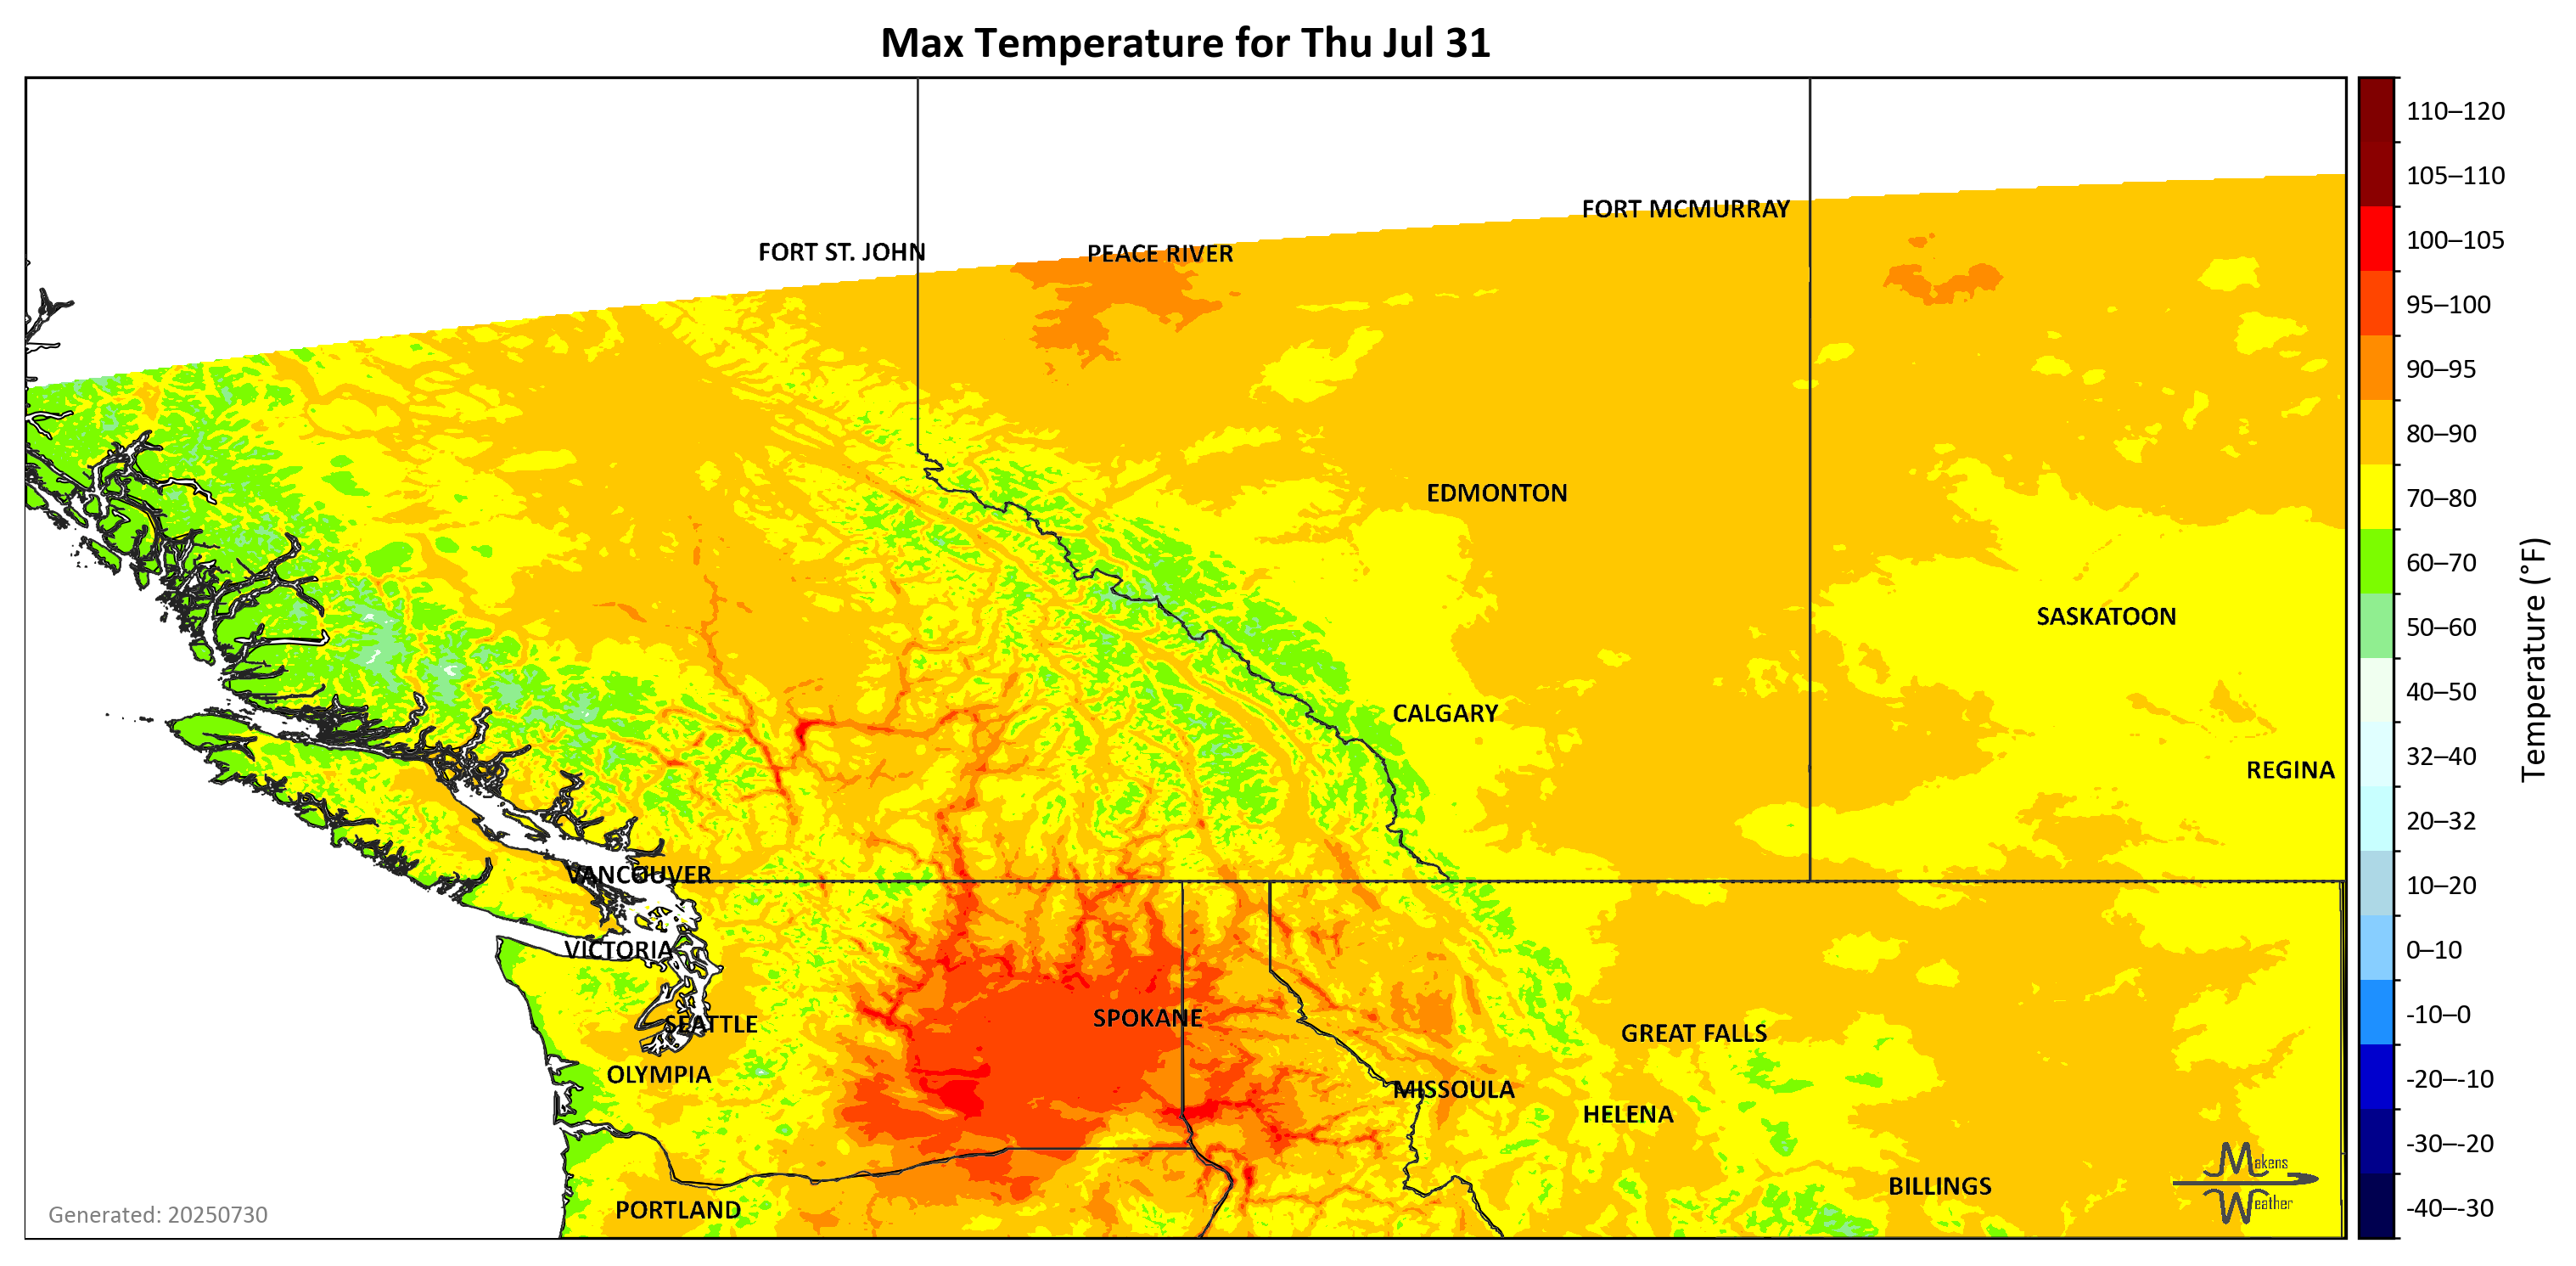 Max Temperature for Thu Jul 31
110–120
105–110
FORT MCMURRAY
100–105
FORT ST. JOHN
PEACE RIVER
95–100
90–95
80–90
EDMONTON
70–80
60–70
SASKATOON
50–60
40–50
CALGARY
32–40
REGINA
Temperature (°F)
20–32
VANCOUVER
10–20
VICTORIA
0–10
SPOKANE
-10–0
SEATTLE
GREAT FALLS
OLYMPIA
-20–-10
MISSOULA
HELENA
-30–-20
Makens
Weather
BILLINGS
PORTLAND
-40–-30
Generated: 20250730